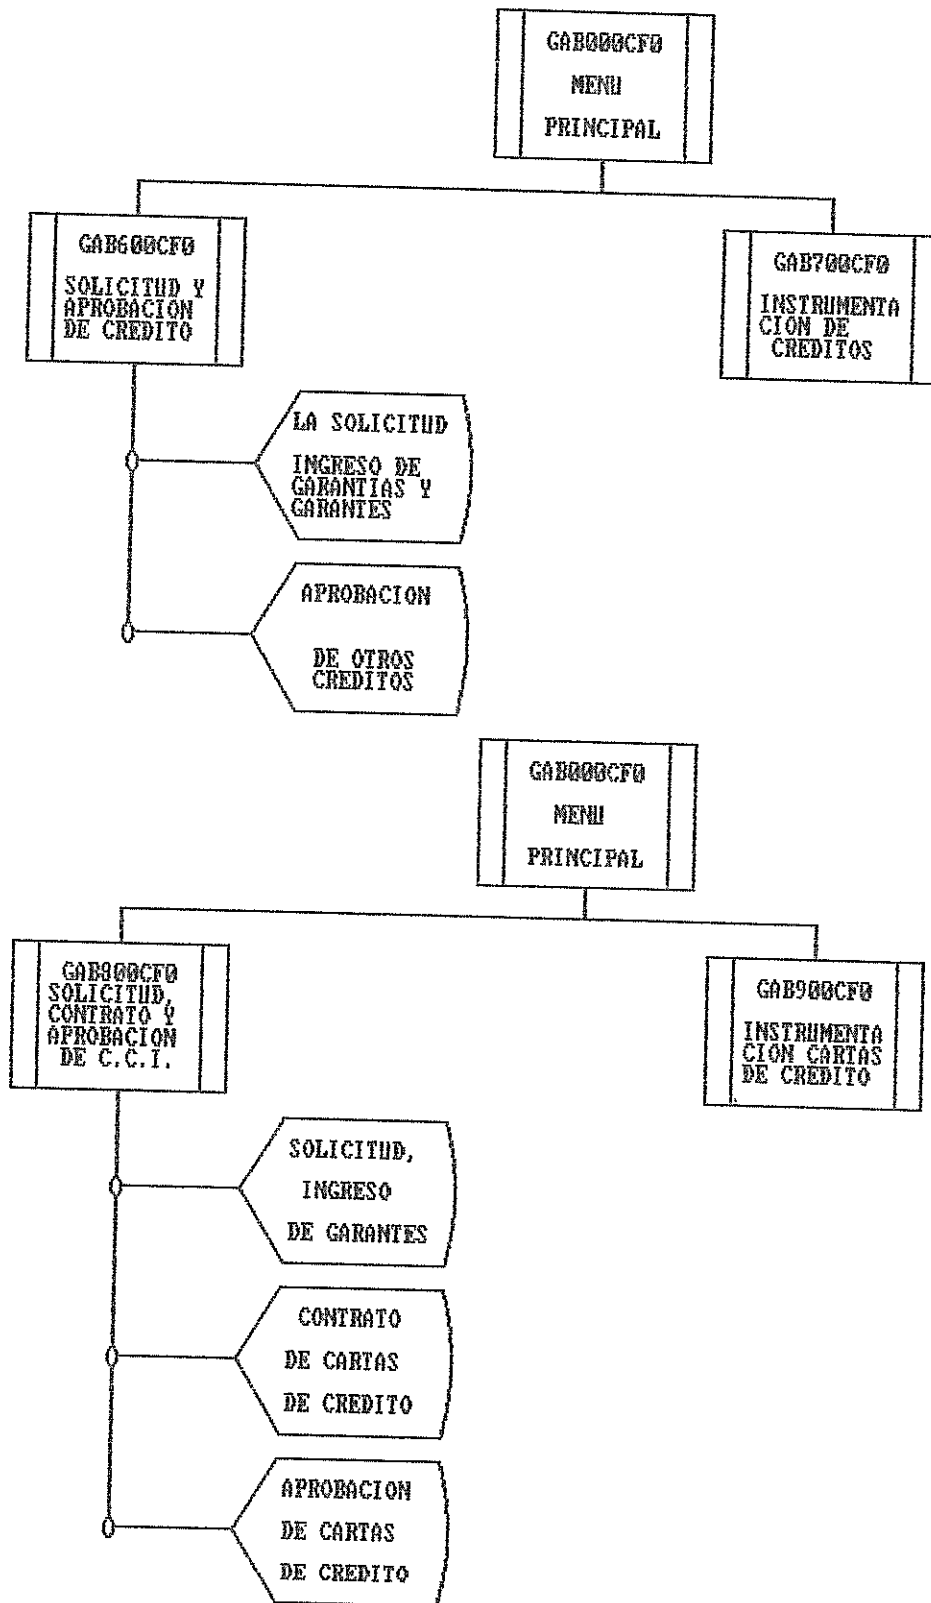 GAB000CF0
MENU
PRINCIPAL
GAB600CF0
SOLICITUD Y
APROBACION
DE CREDITO
GAB700CF0
INSTRUMENTA
CION DE
CREDITOS
LA SOLICITUD
INGRESO DE
GARANTIAS Y
GARANTES
APROBACION
DE OTROS
CREDITOS
GAB000CF0
MENU
PRINCIPAL
GAB800CF0
SOLICITUD,
CONTRATO Y
APROBACION
DE C.C.I.
GAB900CF0
INSTRUMENTA
CION CARTAS
DE CREDITO
SOLICITUD,
INGRESO
DE GARANTES
CONTRATO
DE CARTAS
DE CREDITO
APROBACION
DE CARTAS
DE CREDITO